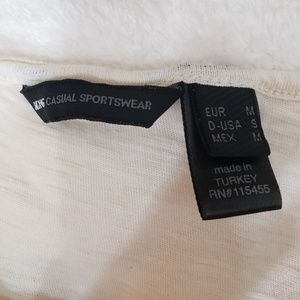 CASUAL SPORTSWEAR
EUR M
D-USA S
MEX M
made in
TURKEY
RN#115455